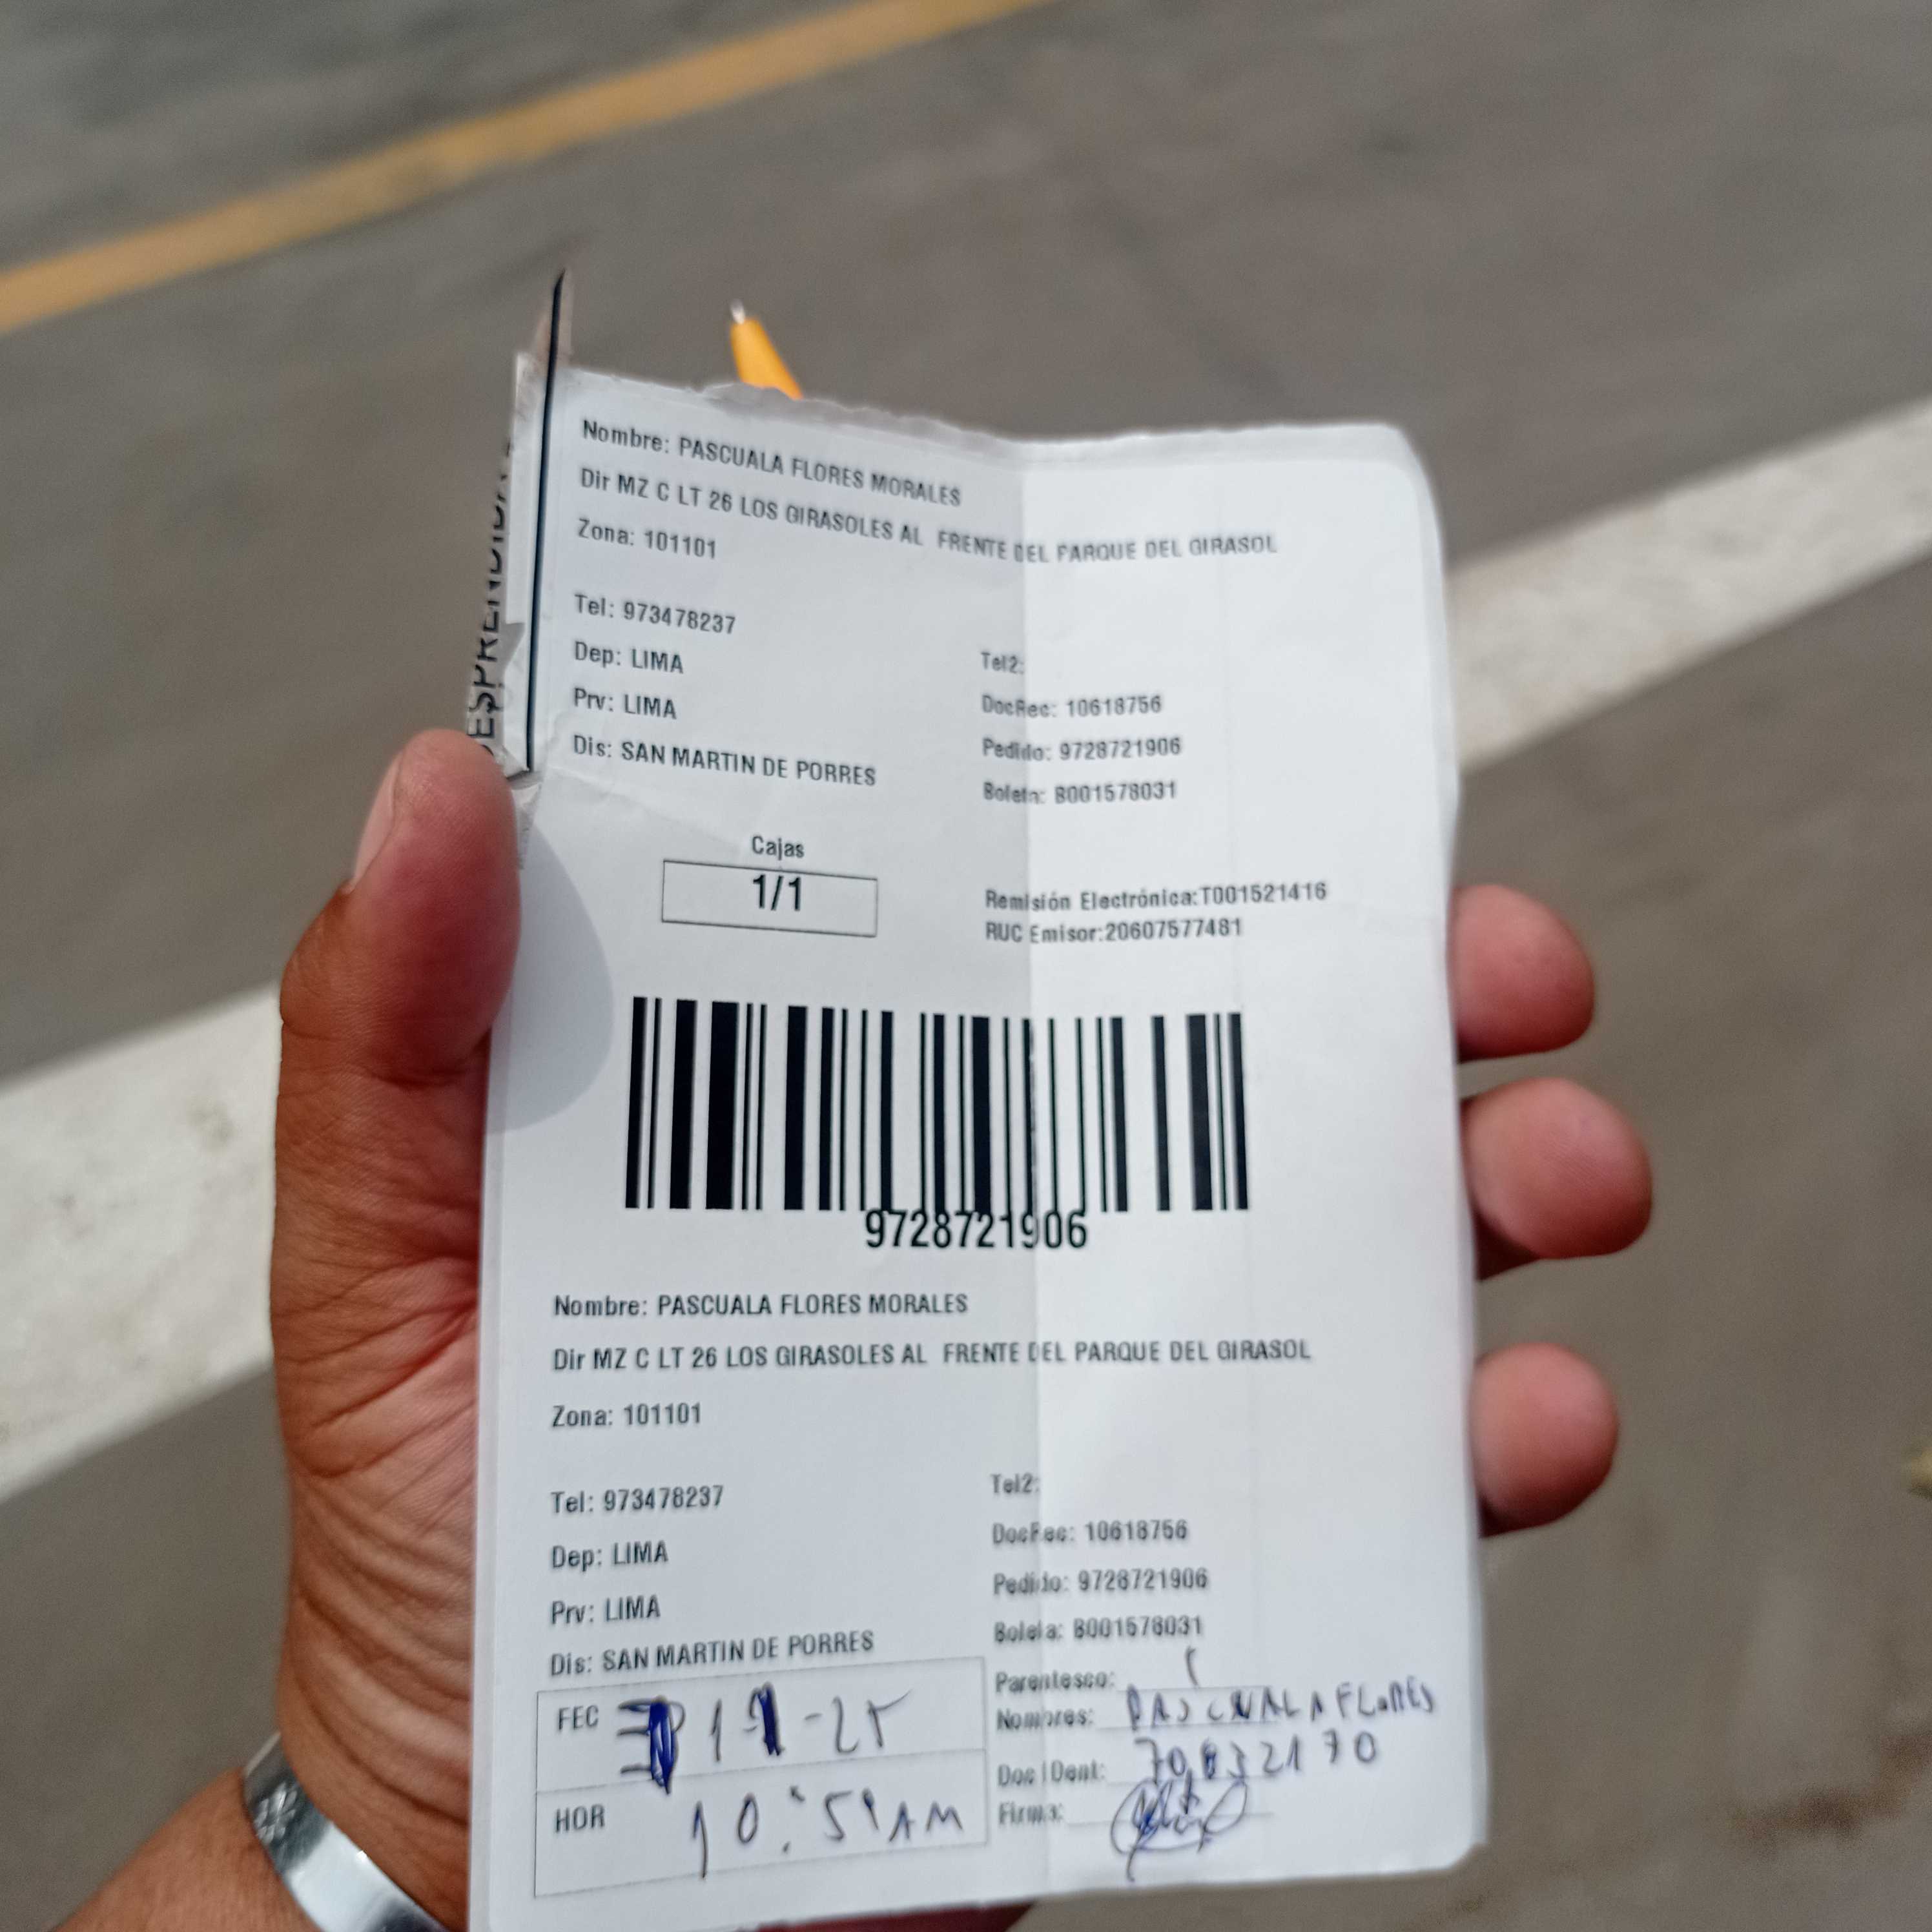 Nombre: PASCUALA FLORES MORALES
Dir MZ C LT 26 LOS GIRASOLES AL FRENTE DEL PARQUE DEL GIRASOL
Zona: 101101
Tel: 973478237
Tel2:
Dep: LIMA
DocRec: 10618756
Prv: LIMA
Pedido: 9728721906
Dis: SAN MARTIN DE PORRES
Boleta: B001578031
Cajas
1/1
Remisión Electrónica:T001521416
RUC Emisor:20607577481
9728721906
Nombre: PASCUALA FLORES MORALES
Dir MZ C LT 26 LOS GIRASOLES AL FRENTE DEL PARQUE DEL GIRASOL
Zona: 101101
Tel: 973478237
Tel2:
Dep: LIMA
DocRec: 10618756
Prv: LIMA
Pedido: 9728721906
Dis: SAN MARTIN DE PORRES
Boleta: B001578031
Parentesco:
FEC
Nombres: PASCUALA FLORES
Doc IDent:
HOR 10:59AM
Firma: